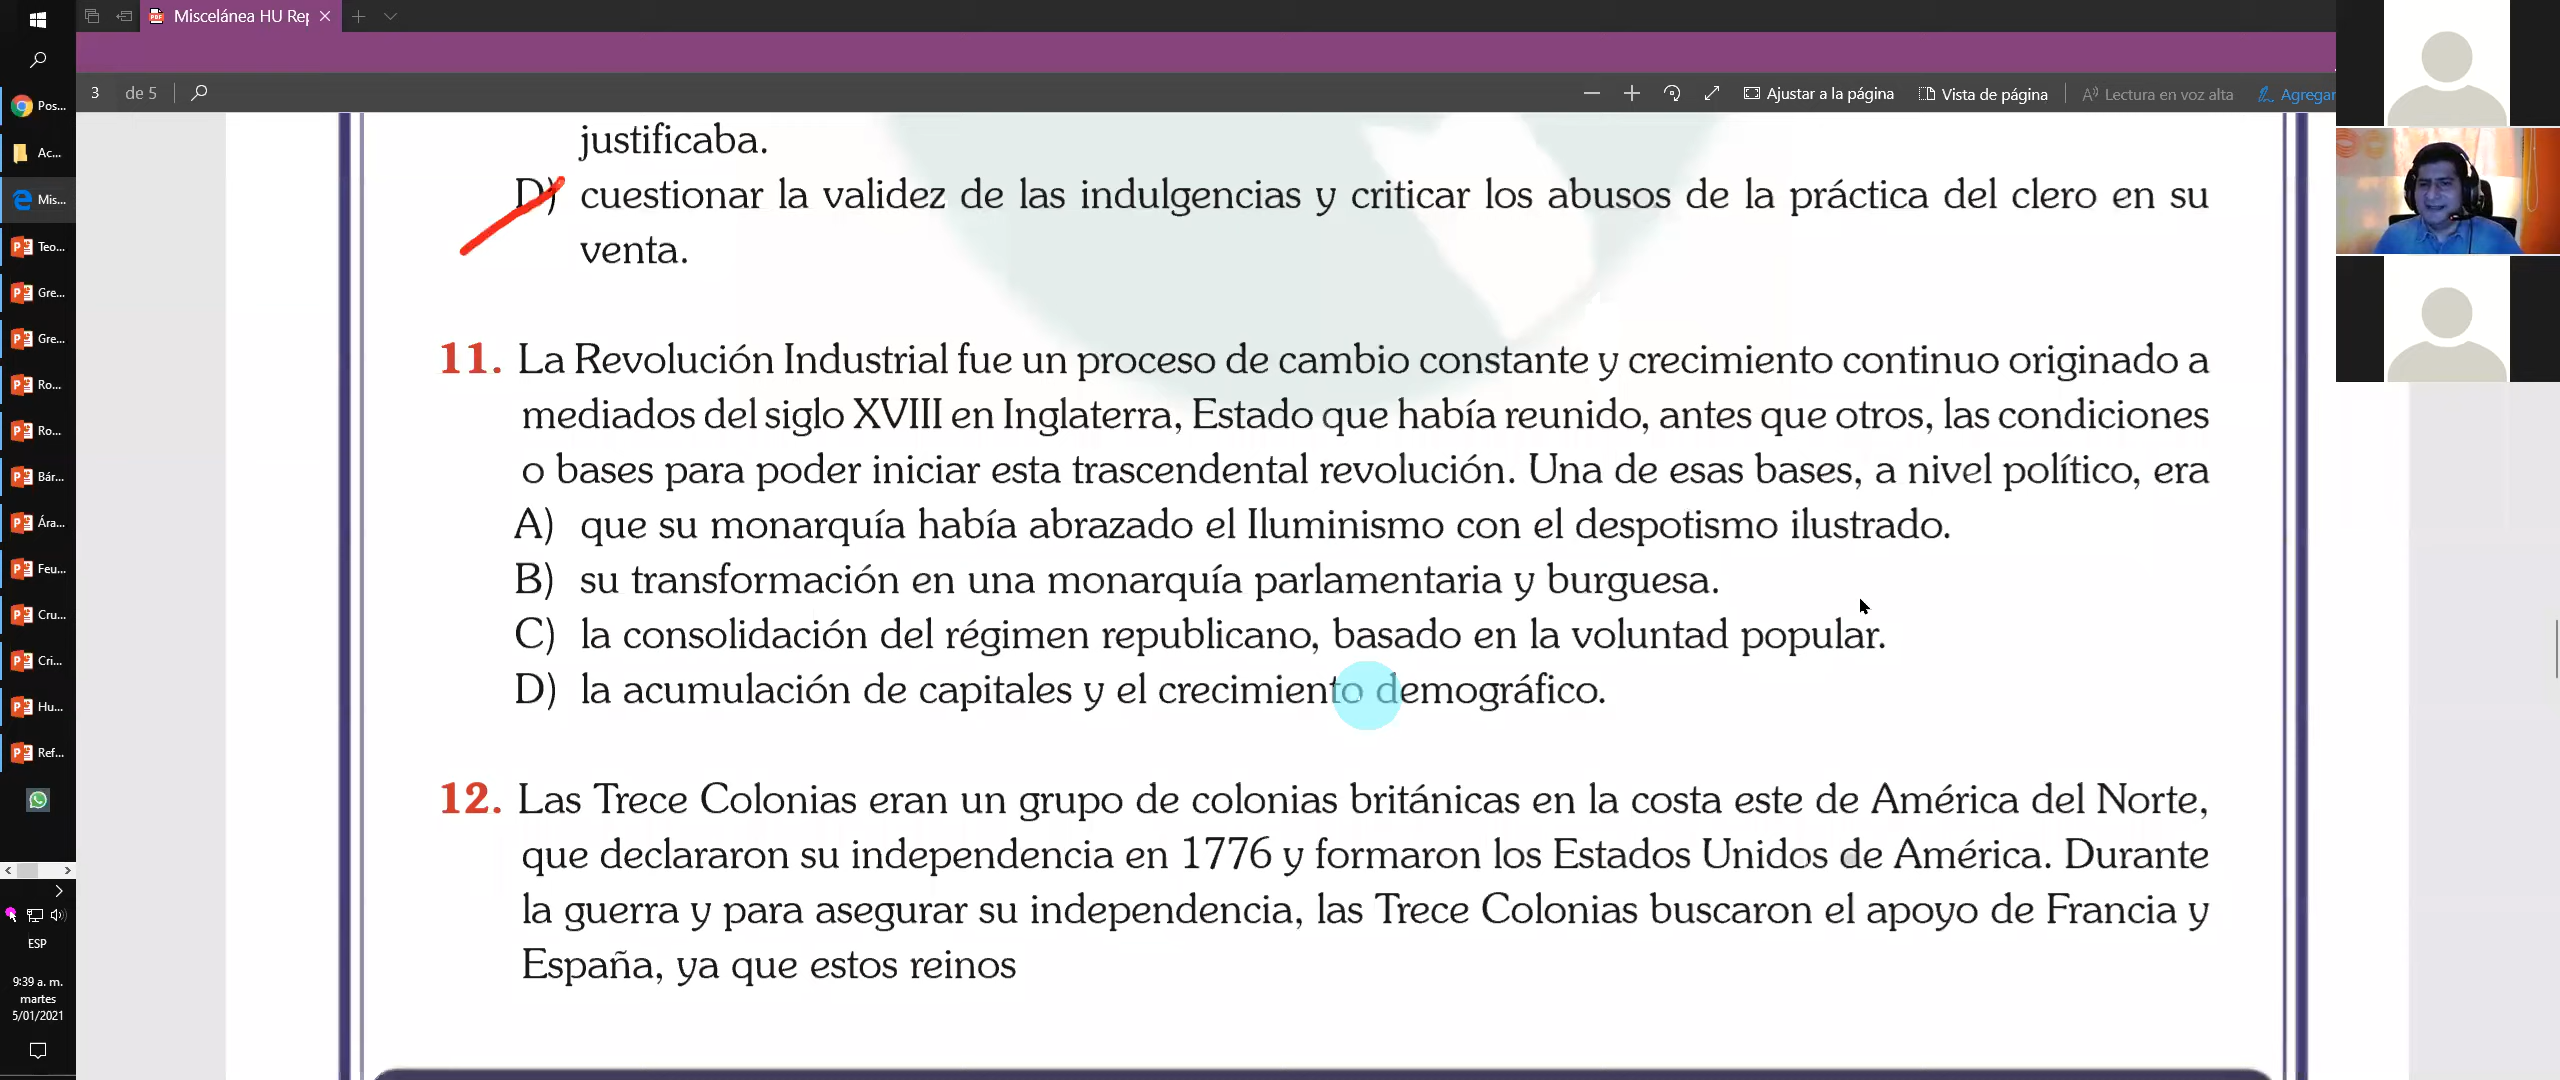 Miscelánea HU Rep
3 de 5
Ajustar a la página
Vista de página
Lectura en voz alta
Agregar
Pos...
Ac...
Mis...
Teo...
Gre...
Gre...
Ro...
Ro...
Bár...
Ára...
Feu...
Cru...
Cri...
Hu...
Ref...
ESP
9:39 a. m.
martes
5/01/2021
justificaba.
D) cuestionar la validez de las indulgencias y criticar los abusos de la práctica del clero en su
venta.
11. La Revolución Industrial fue un proceso de cambio constante y crecimiento continuo originado a
mediados del siglo XVIII en Inglaterra, Estado que había reunido, antes que otros, las condiciones
o bases para poder iniciar esta trascendental revolución. Una de esas bases, a nivel político, era
A) que su monarquía había abrazado el Iluminismo con el despotismo ilustrado.
B) su transformación en una monarquía parlamentaria y burguesa.
C) la consolidación del régimen republicano, basado en la voluntad popular.
D) la acumulación de capitales y el crecimiento demográfico.
12. Las Trece Colonias eran un grupo de colonias británicas en la costa este de América del Norte,
que declararon su independencia en 1776 y formaron los Estados Unidos de América. Durante
la guerra y para asegurar su independencia, las Trece Colonias buscaron el apoyo de Francia y
España, ya que estos reinos